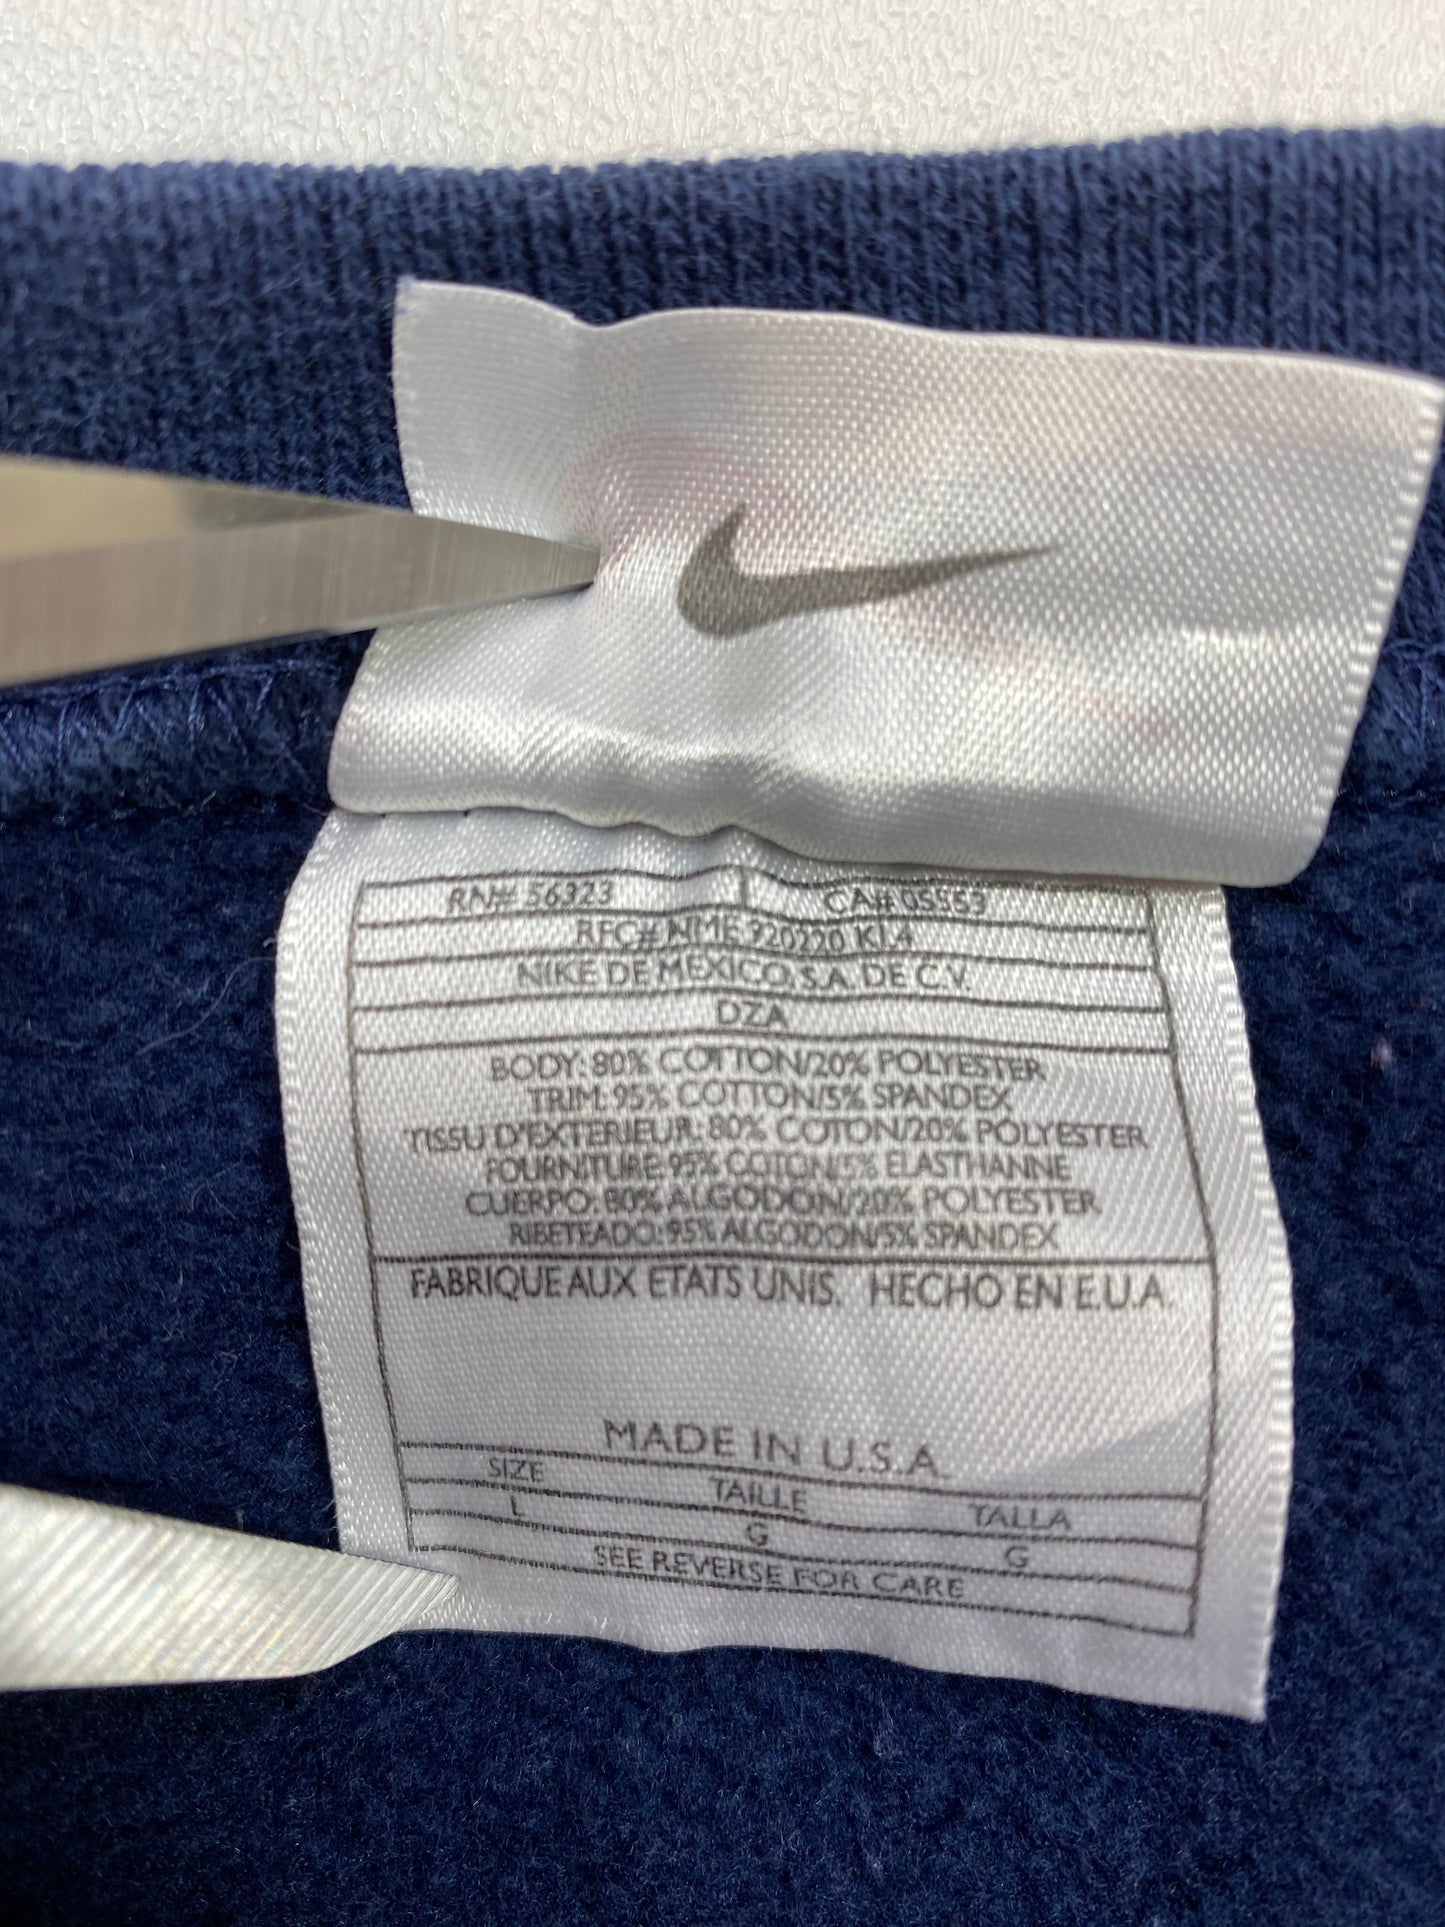 RN# 56323 CA# 05553
RFC# NME 920220 KL4
NIKE DE MEXICO, S.A. DE C.V.
DZA
BODY: 80% COTTON/20% POLYESTER
TRIM: 95% COTTON/5% SPANDEX
TISSU D'EXTERIEUR: 80% COTON/20% POLYESTER
FOURNITURE: 95% COTON/5% ELASTHANNE
CUERPO: 80% ALGODON/20% POLYESTER
RIBETEADO: 95% ALGODON/5% SPANDEX
FABRIQUE AUX ETATS UNIS. HECHO EN E.U.A.
MADE IN U.S.A.
SIZE TAILLE TALLA
L G G
SEE REVERSE FOR CARE